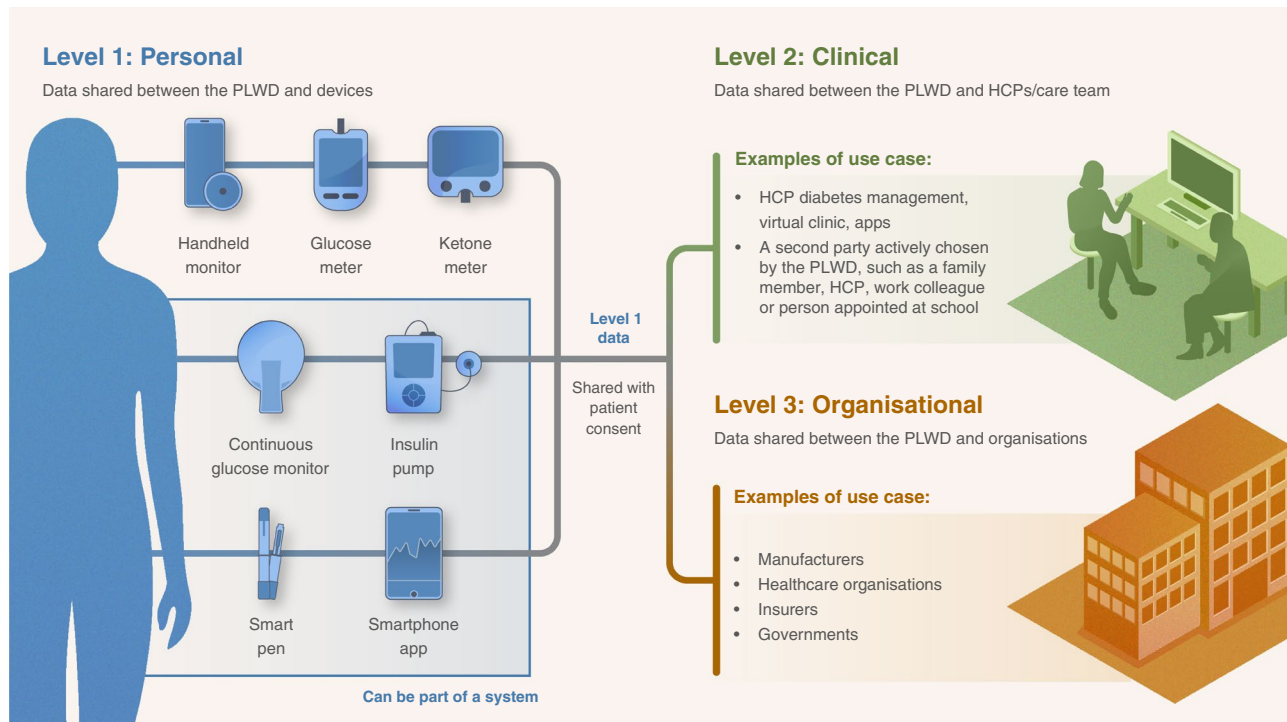 Level 1: Personal
Data shared between the PLWD and devices
Handheld
monitor
Glucose
meter
Ketone
meter
Continuous
glucose monitor
Insulin
pump
Smart
pen
Smartphone
app
Can be part of a system
Level 1
data
Shared with
patient
consent
Level 2: Clinical
Data shared between the PLWD and HCPs/care team
Examples of use case:
• HCP diabetes management,
virtual clinic, apps
• A second party actively chosen
by the PLWD, such as a family
member, HCP, work colleague
or person appointed at school
Level 3: Organisational
Data shared between the PLWD and organisations
Examples of use case:
• Manufacturers
• Healthcare organisations
• Insurers
• Governments